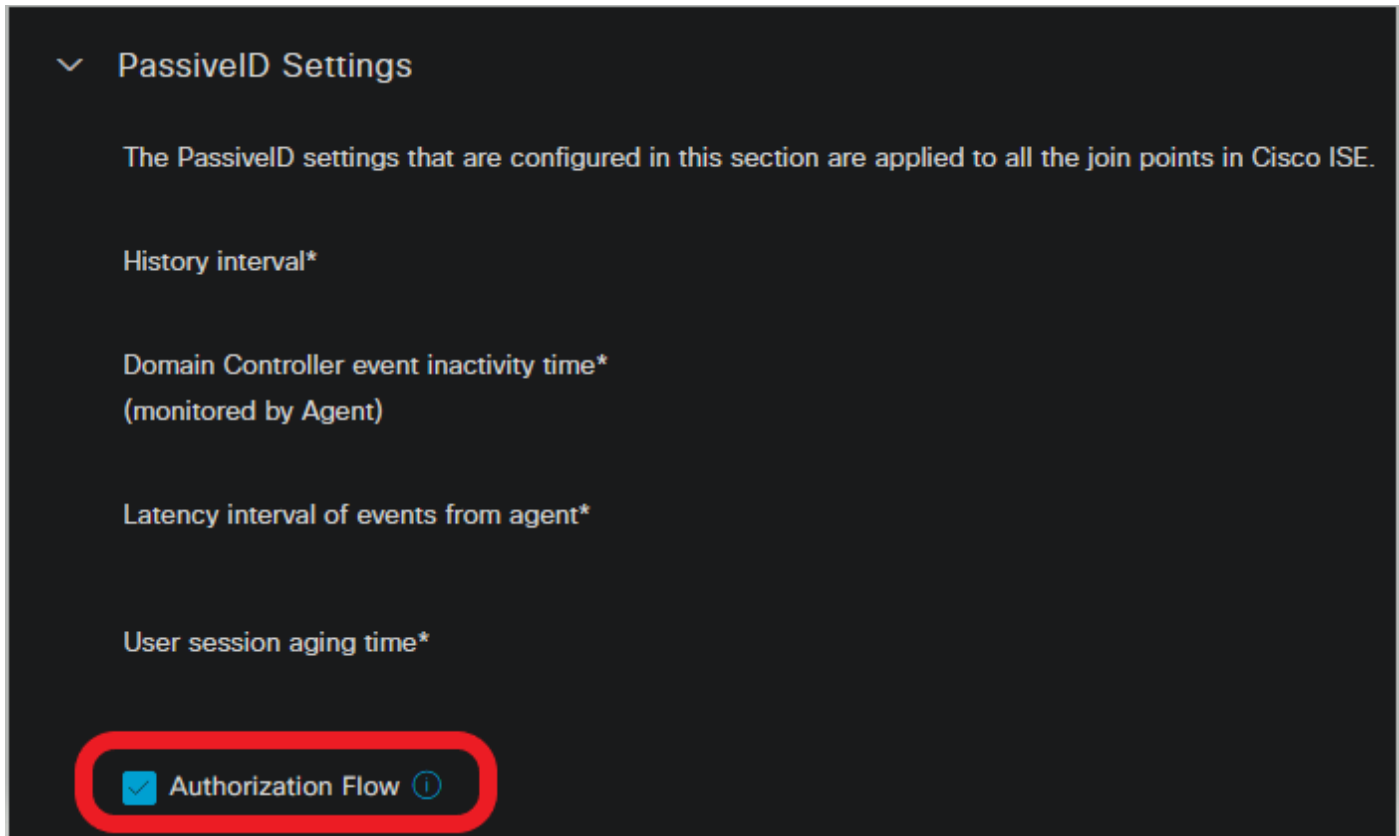 PassiveID Settings
The PassiveID settings that are configured in this section are applied to all the join points in Cisco ISE.
History interval*
Domain Controller event inactivity time*
(monitored by Agent)
Latency interval of events from agent*
User session aging time*
Authorization Flow